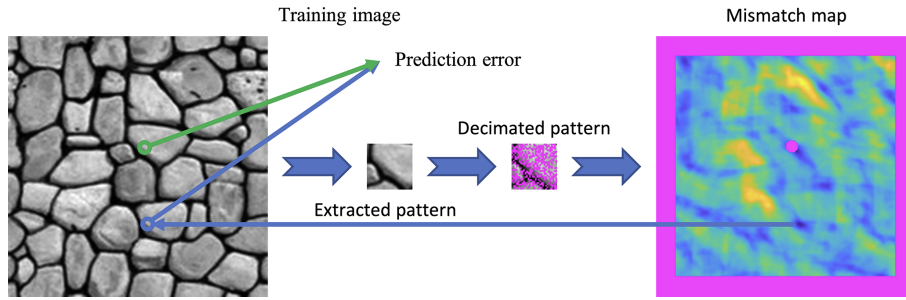 Training image
Mismatch map
Prediction error
Decimated pattern
Extracted pattern